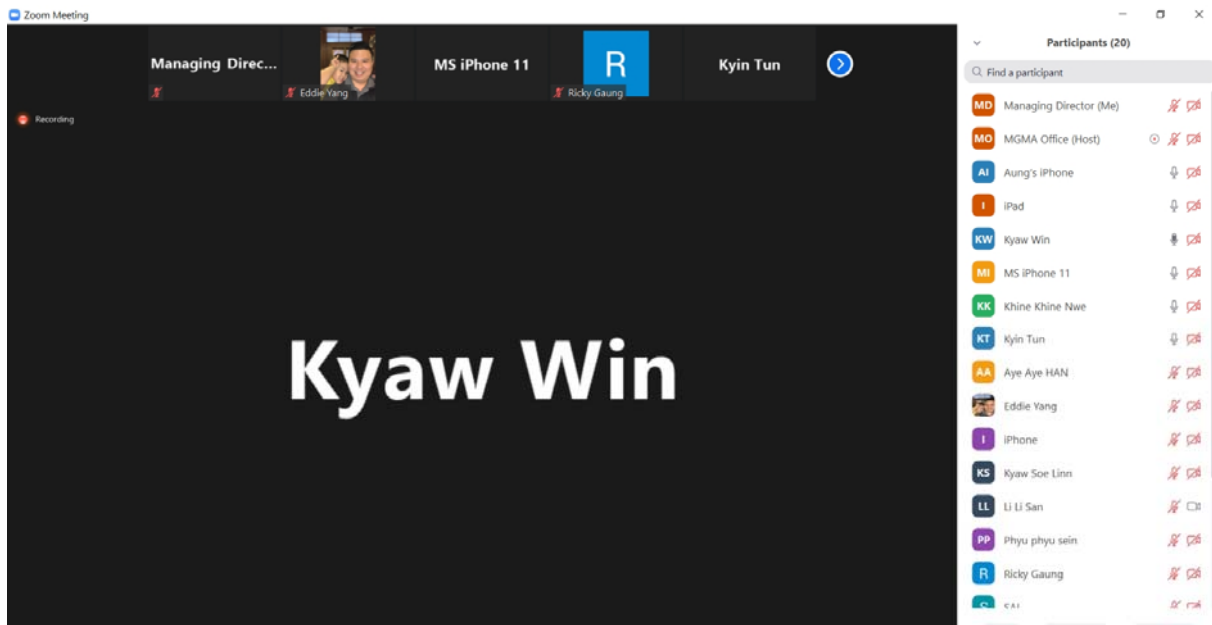 Zoom Meeting
Managing Direc...
Eddie Yang
MS iPhone 11
R
Ricky Gaung
Kyin Tun
Recording
Kyaw Win
Participants (20)
Find a participant
MD Managing Director (Me)
MO MGMA Office (Host)
AI Aung's iPhone
I iPad
KW Kyaw Win
MI MS iPhone 11
KK Khine Khine Nwe
KT Kyin Tun
AA Aye Aye HAN
Eddie Yang
I iPhone
KS Kyaw Soe Linn
LL Li Li San
PP Phyu phyu sein
R Ricky Gaung
S SAI